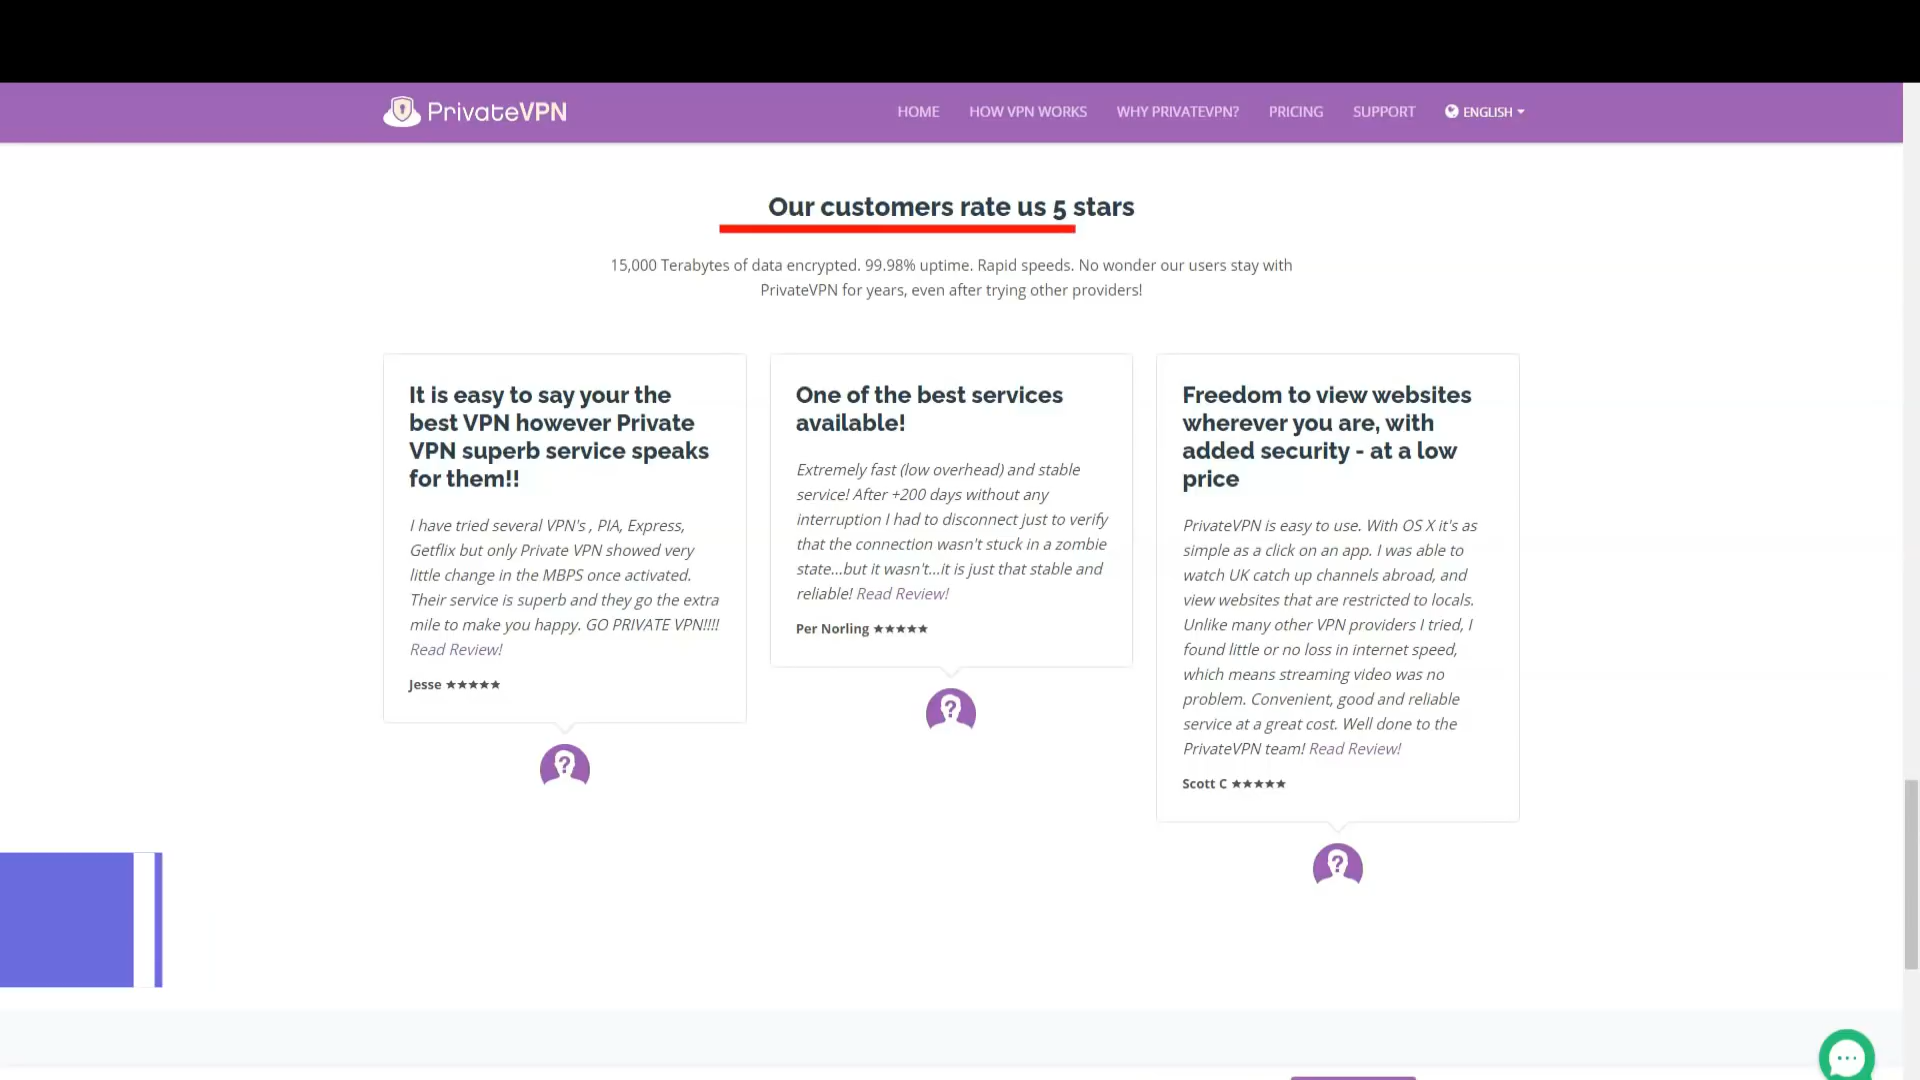 PrivateVPN
HOME HOW VPN WORKS WHY PRIVATEVPN? PRICING SUPPORT ENGLISH
Our customers rate us 5 stars
15,000 Terabytes of data encrypted. 99.98% uptime. Rapid speeds. No wonder our users stay with
PrivateVPN for years, even after trying other providers!
It is easy to say your the
best VPN however Private
VPN superb service speaks
for them!!
I have tried several VPN's , PIA, Express,
Getflix but only Private VPN showed very
little change in the MBPS once activated.
Their service is superb and they go the extra
mile to make you happy. GO PRIVATE VPN!!!!
Read Review!
Jesse ★★★★★
One of the best services
available!
Extremely fast (low overhead) and stable
service! After +200 days without any
interruption I had to disconnect just to verify
that the connection wasn't stuck in a zombie
state...but it wasn't...it is just that stable and
reliable! Read Review!
Per Norling ★★★★★
Freedom to view websites
wherever you are, with
added security - at a low
price
PrivateVPN is easy to use. With OS X it's as
simple as a click on an app. I was able to
watch UK catch up channels abroad, and
view websites that are restricted to locals.
Unlike many other VPN providers I tried, I
found little or no loss in internet speed,
which means streaming video was no
problem. Convenient, good and reliable
service at a great cost. Well done to the
PrivateVPN team! Read Review!
Scott C ★★★★★